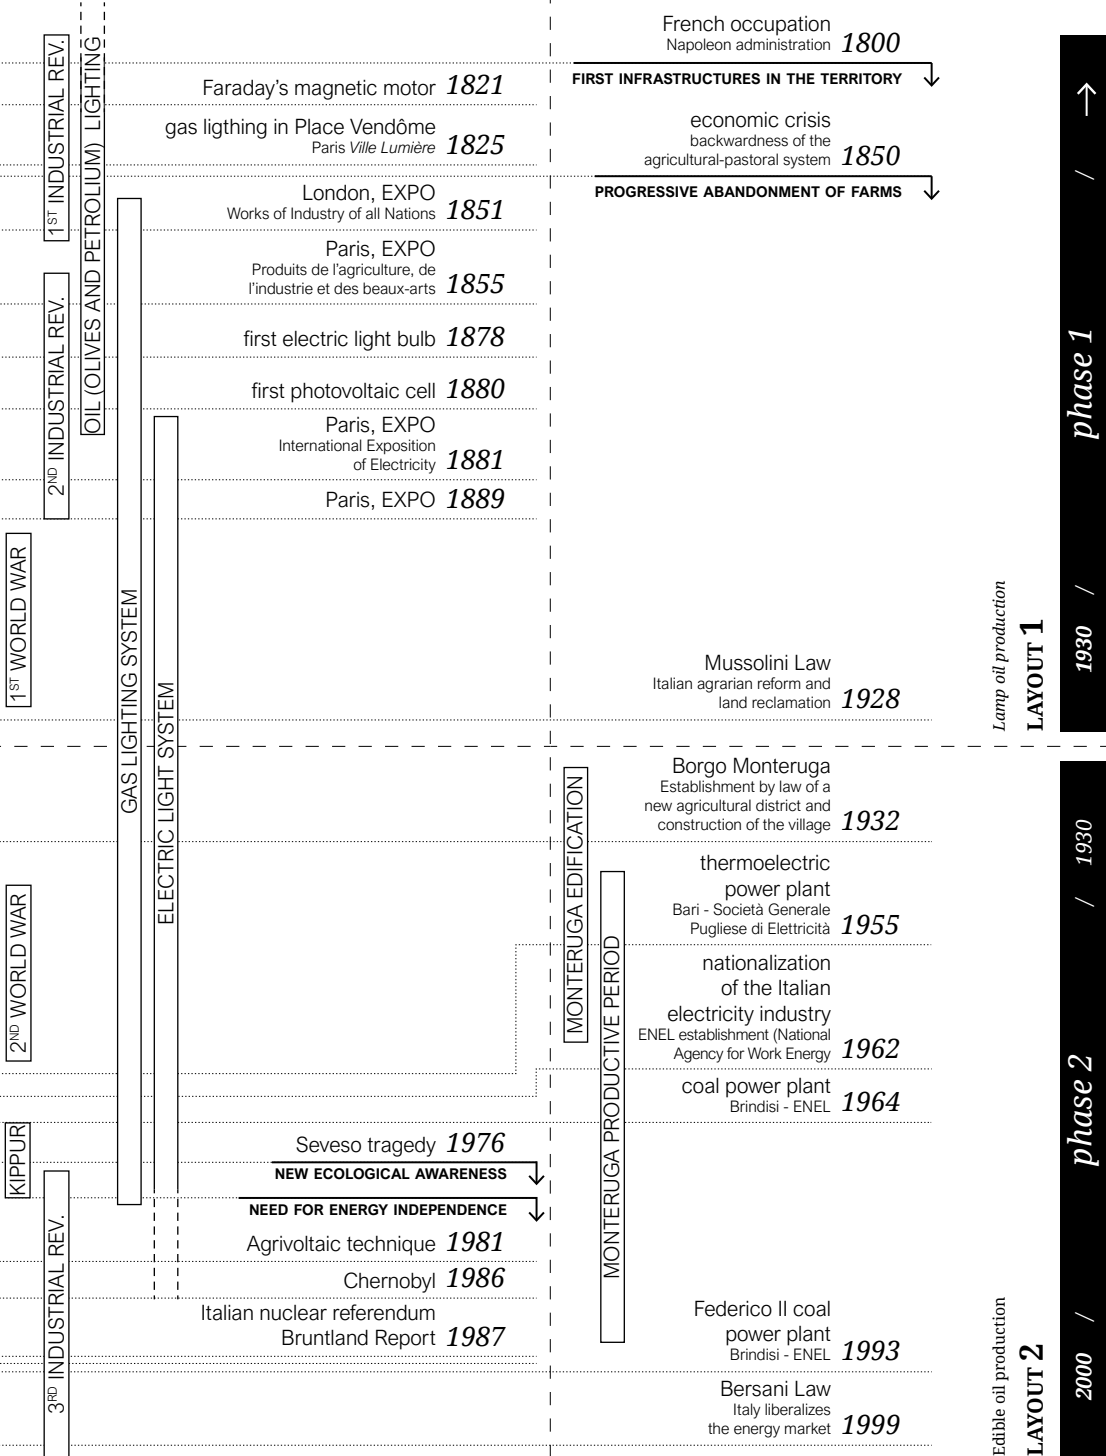 1ST INDUSTRIAL REV.
OIL (OLIVES AND PETROLIUM) LIGHTING
2ND INDUSTRIAL REV.
1ST WORLD WAR
GAS LIGHTING SYSTEM
ELECTRIC LIGHT SYSTEM
2ND WORLD WAR
KIPPUR
3RD INDUSTRIAL REV.
Faraday's magnetic motor 1821
gas ligthing in Place Vendôme
Paris Ville Lumière 1825
London, EXPO
Works of Industry of all Nations 1851
Paris, EXPO
Produits de l'agriculture, de
l'industrie et des beaux-arts 1855
first electric light bulb 1878
first photovoltaic cell 1880
Paris, EXPO
International Exposition
of Electricity 1881
Paris, EXPO 1889
Seveso tragedy 1976
NEW ECOLOGICAL AWARENESS
NEED FOR ENERGY INDEPENDENCE
Agrivoltaic technique 1981
Chernobyl 1986
Italian nuclear referendum
Bruntland Report 1987
French occupation
Napoleon administration 1800
FIRST INFRASTRUCTURES IN THE TERRITORY
economic crisis
backwardness of the
agricultural-pastoral system 1850
PROGRESSIVE ABANDONMENT OF FARMS
Mussolini Law
Italian agrarian reform and
land reclamation 1928
MONTERUGA EDIFICATION
MONTERUGA PRODUCTIVE PERIOD
Borgo Monteruga
Establishment by law of a
new agricultural district and
construction of the village 1932
thermoelectric
power plant
Bari - Società Generale
Pugliese di Elettricità 1955
nationalization
of the Italian
electricity industry
ENEL establishment (National
Agency for Work Energy 1962
coal power plant
Brindisi - ENEL 1964
Federico II coal
power plant
Brindisi - ENEL 1993
Bersani Law
Italy liberalizes
the energy market 1999
Lamp oil production
LAYOUT 1
1930 / phase 1 / →
Edible oil production
LAYOUT 2
2000 / phase 2 / 1930